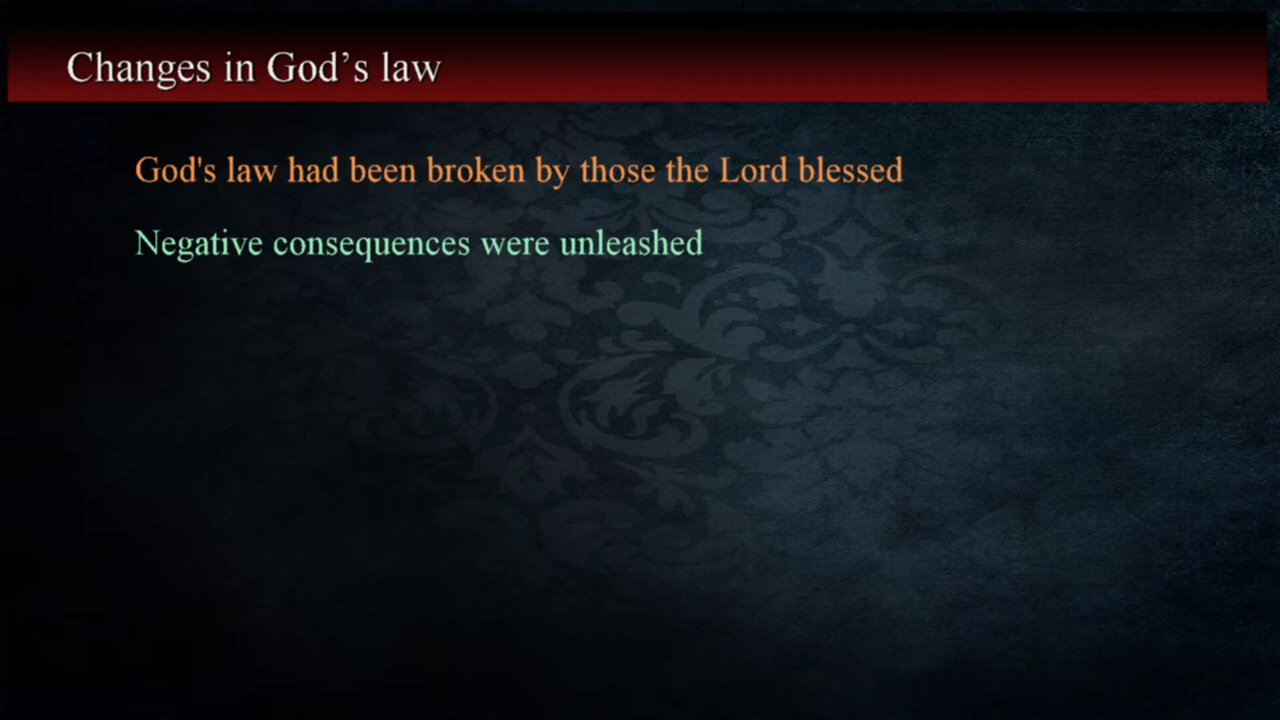 Changes in God’s law
God's law had been broken by those the Lord blessed
Negative consequences were unleashed